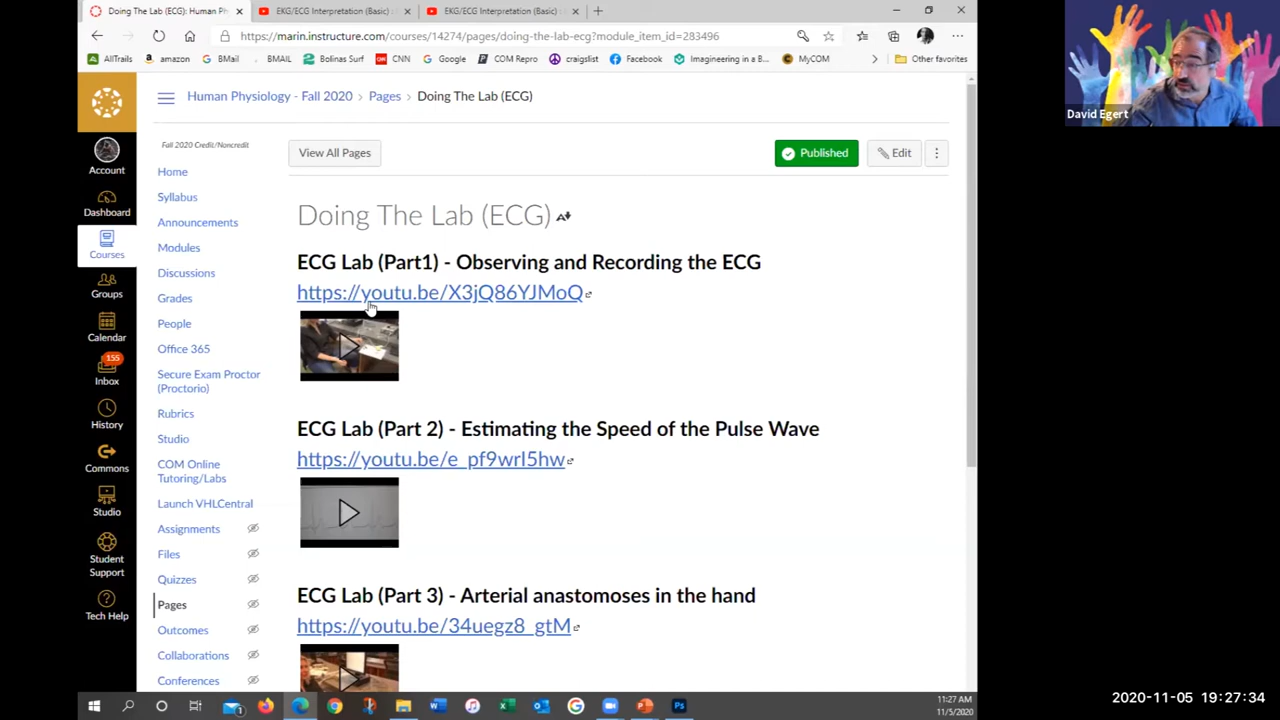 Doing The Lab (ECG): Human Ph
EKG/ECG Interpretation (Basic) :
EKG/ECG Interpretation (Basic) :
https://marin.instructure.com/courses/14274/pages/doing-the-lab-ecg?module_item_id=283496
AllTrails
amazon
BMail
BMAIL
Bolinas Surf
CNN
Google
COM Repro
craigslist
Facebook
Imagineering in a B...
MyCOM
Other favorites
David Egert
Human Physiology - Fall 2020 > Pages > Doing The Lab (ECG)
Fall 2020 Credit/Noncredit
View All Pages
Published
Edit
Account
Dashboard
Courses
Groups
Calendar
155
Inbox
History
Commons
Studio
Student Support
Tech Help
Home
Syllabus
Announcements
Modules
Discussions
Grades
People
Office 365
Secure Exam Proctor
(Proctorio)
Rubrics
Studio
COM Online
Tutoring/Labs
Launch VHLCentral
Assignments
Files
Quizzes
Pages
Outcomes
Collaborations
Conferences
Doing The Lab (ECG)
ECG Lab (Part1) - Observing and Recording the ECG
https://youtu.be/X3jQ86YJMoQ
ECG Lab (Part 2) - Estimating the Speed of the Pulse Wave
https://youtu.be/e_pf9wrI5hw
ECG Lab (Part 3) - Arterial anastomoses in the hand
https://youtu.be/34uegz8_gtM
11:27 AM
11/5/2020
2020-11-05 19:27:34